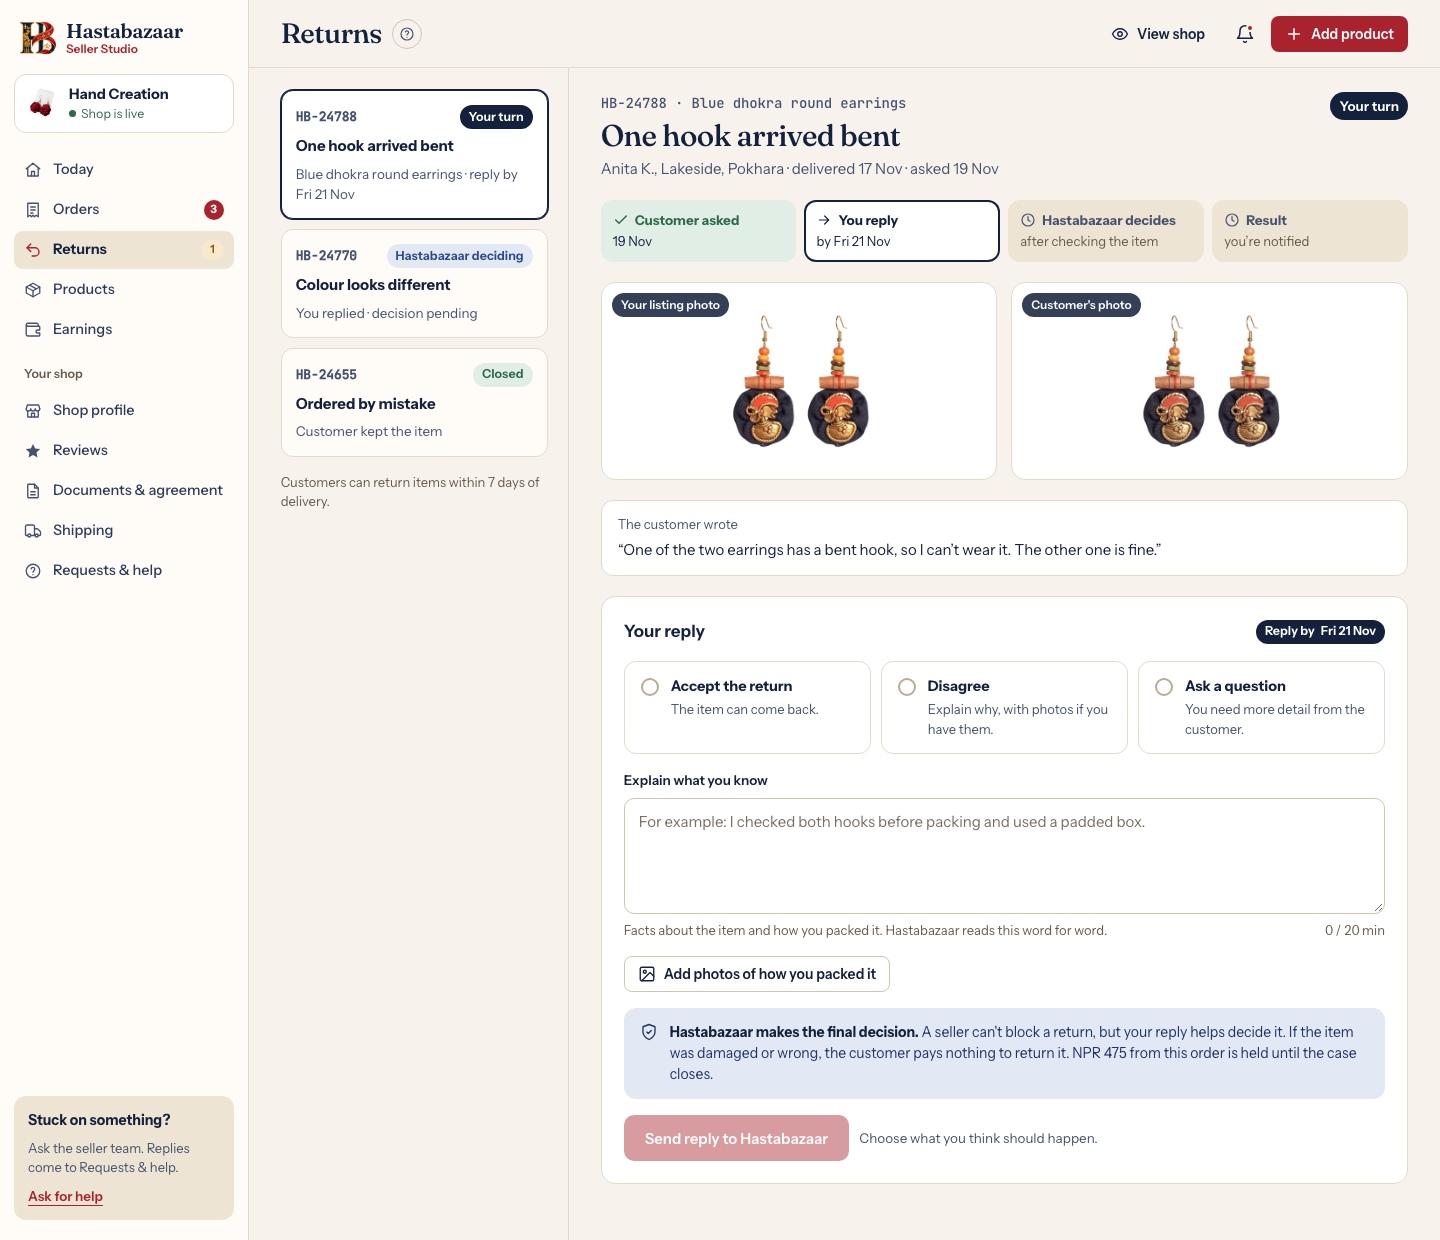 Hastabazaar
Seller Studio
Hand Creation
Shop is live
Today
Orders
3
Returns
1
Products
Earnings
Your shop
Shop profile
Reviews
Documents & agreement
Shipping
Requests & help
Stuck on something?
Ask the seller team. Replies
come to Requests & help.
Ask for help
Returns
View shop
Add product
HB-24788
Your turn
One hook arrived bent
Blue dhokra round earrings · reply by
Fri 21 Nov
HB-24770
Hastabazaar deciding
Colour looks different
You replied · decision pending
HB-24655
Closed
Ordered by mistake
Customer kept the item
Customers can return items within 7 days of
delivery.
HB-24788 · Blue dhokra round earrings
Your turn
One hook arrived bent
Anita K., Lakeside, Pokhara · delivered 17 Nov · asked 19 Nov
Customer asked
19 Nov
You reply
by Fri 21 Nov
Hastabazaar decides
after checking the item
Result
you’re notified
Your listing photo
Customer's photo
The customer wrote
“One of the two earrings has a bent hook, so I can’t wear it. The other one is fine.”
Your reply
Reply by Fri 21 Nov
Accept the return
The item can come back.
Disagree
Explain why, with photos if you
have them.
Ask a question
You need more detail from the
customer.
Explain what you know
For example: I checked both hooks before packing and used a padded box.
Facts about the item and how you packed it. Hastabazaar reads this word for word.
0 / 20 min
Add photos of how you packed it
Hastabazaar makes the final decision. A seller can’t block a return, but your reply helps decide it. If the item
was damaged or wrong, the customer pays nothing to return it. NPR 475 from this order is held until the case
closes.
Send reply to Hastabazaar
Choose what you think should happen.